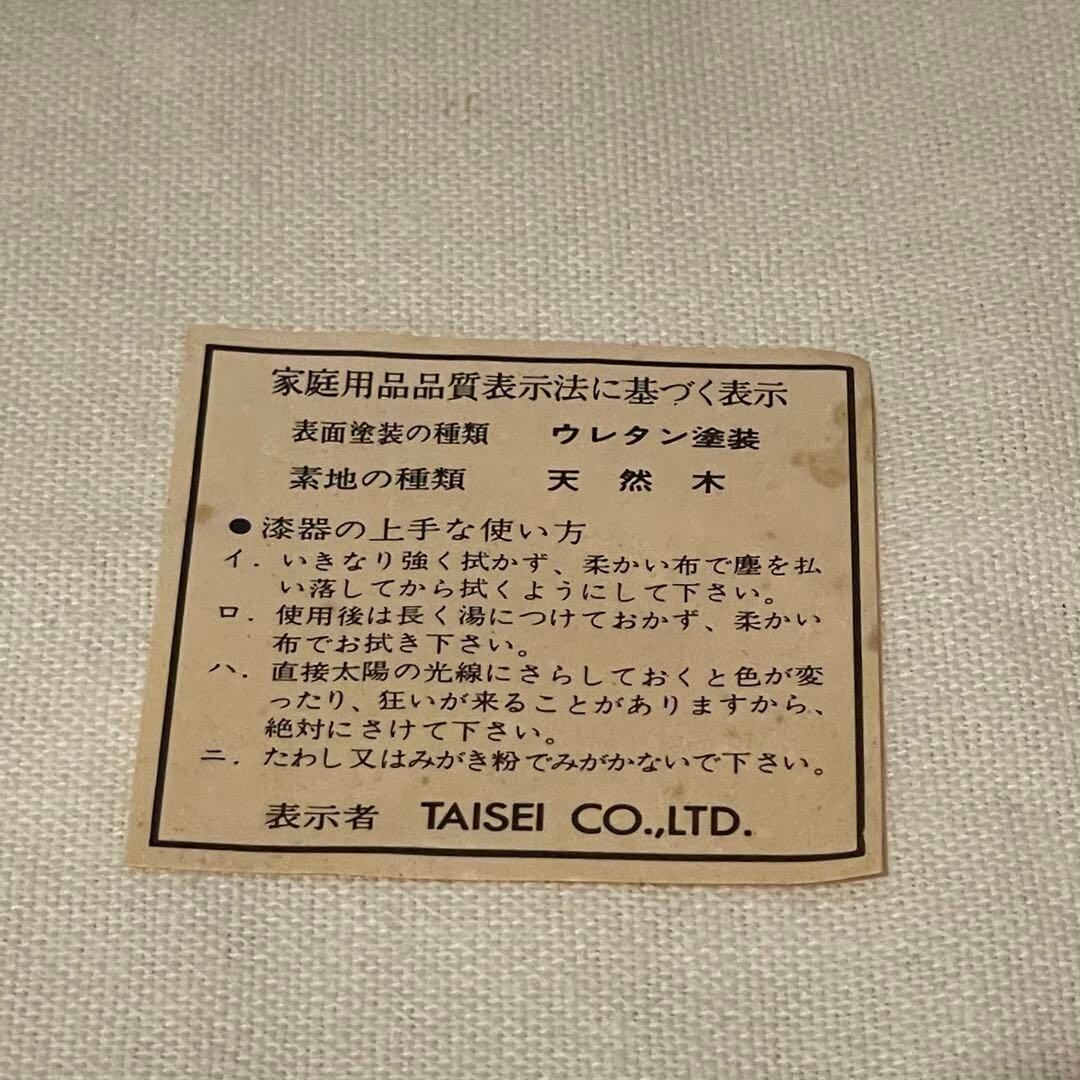 家庭用品品質表示法に基づく表示
表面塗装の種類 ウレタン塗装
素地の種類 天然木
●漆器の上手な使い方
イ．いきなり強く拭かず、柔かい布で塵を払
い落してから拭くようにして下さい。
ロ．使用後は長く湯につけておかず、柔かい
布でお拭き下さい。
ハ．直接太陽の光線にさらしておくと色が変
ったり、狂いが来ることがありますから、
絶対にさけて下さい。
ニ．たわし又はみがき粉でみがかないで下さい。
表示者 TAISEI CO.,LTD.